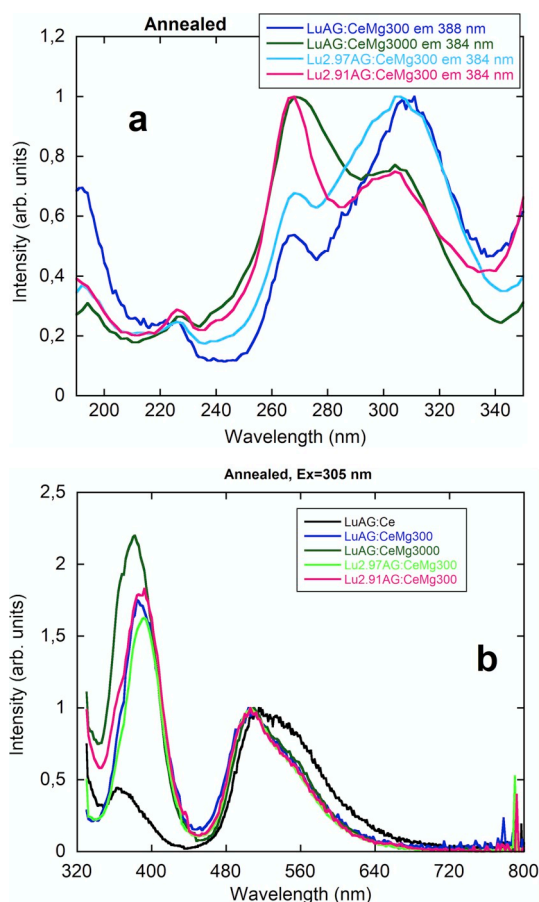 Annealed
LuAG:CeMg300 em 388 nm
LuAG:CeMg3000 em 384 nm
Lu2.97AG:CeMg300 em 384 nm
Lu2.91AG:CeMg300 em 384 nm
a
1,2
1
0,8
0,6
0,4
0,2
0
Intensity (arb. units)
200 220 240 260 280 300 320 340
Wavelength (nm)
Annealed, Ex=305 nm
LuAG:Ce
LuAG:CeMg300
LuAG:CeMg3000
Lu2.97AG:CeMg300
Lu2.91AG:CeMg300
b
2,5
2
1,5
1
0,5
0
Intensity (arb. units)
320 400 480 560 640 720 800
Wavelength (nm)